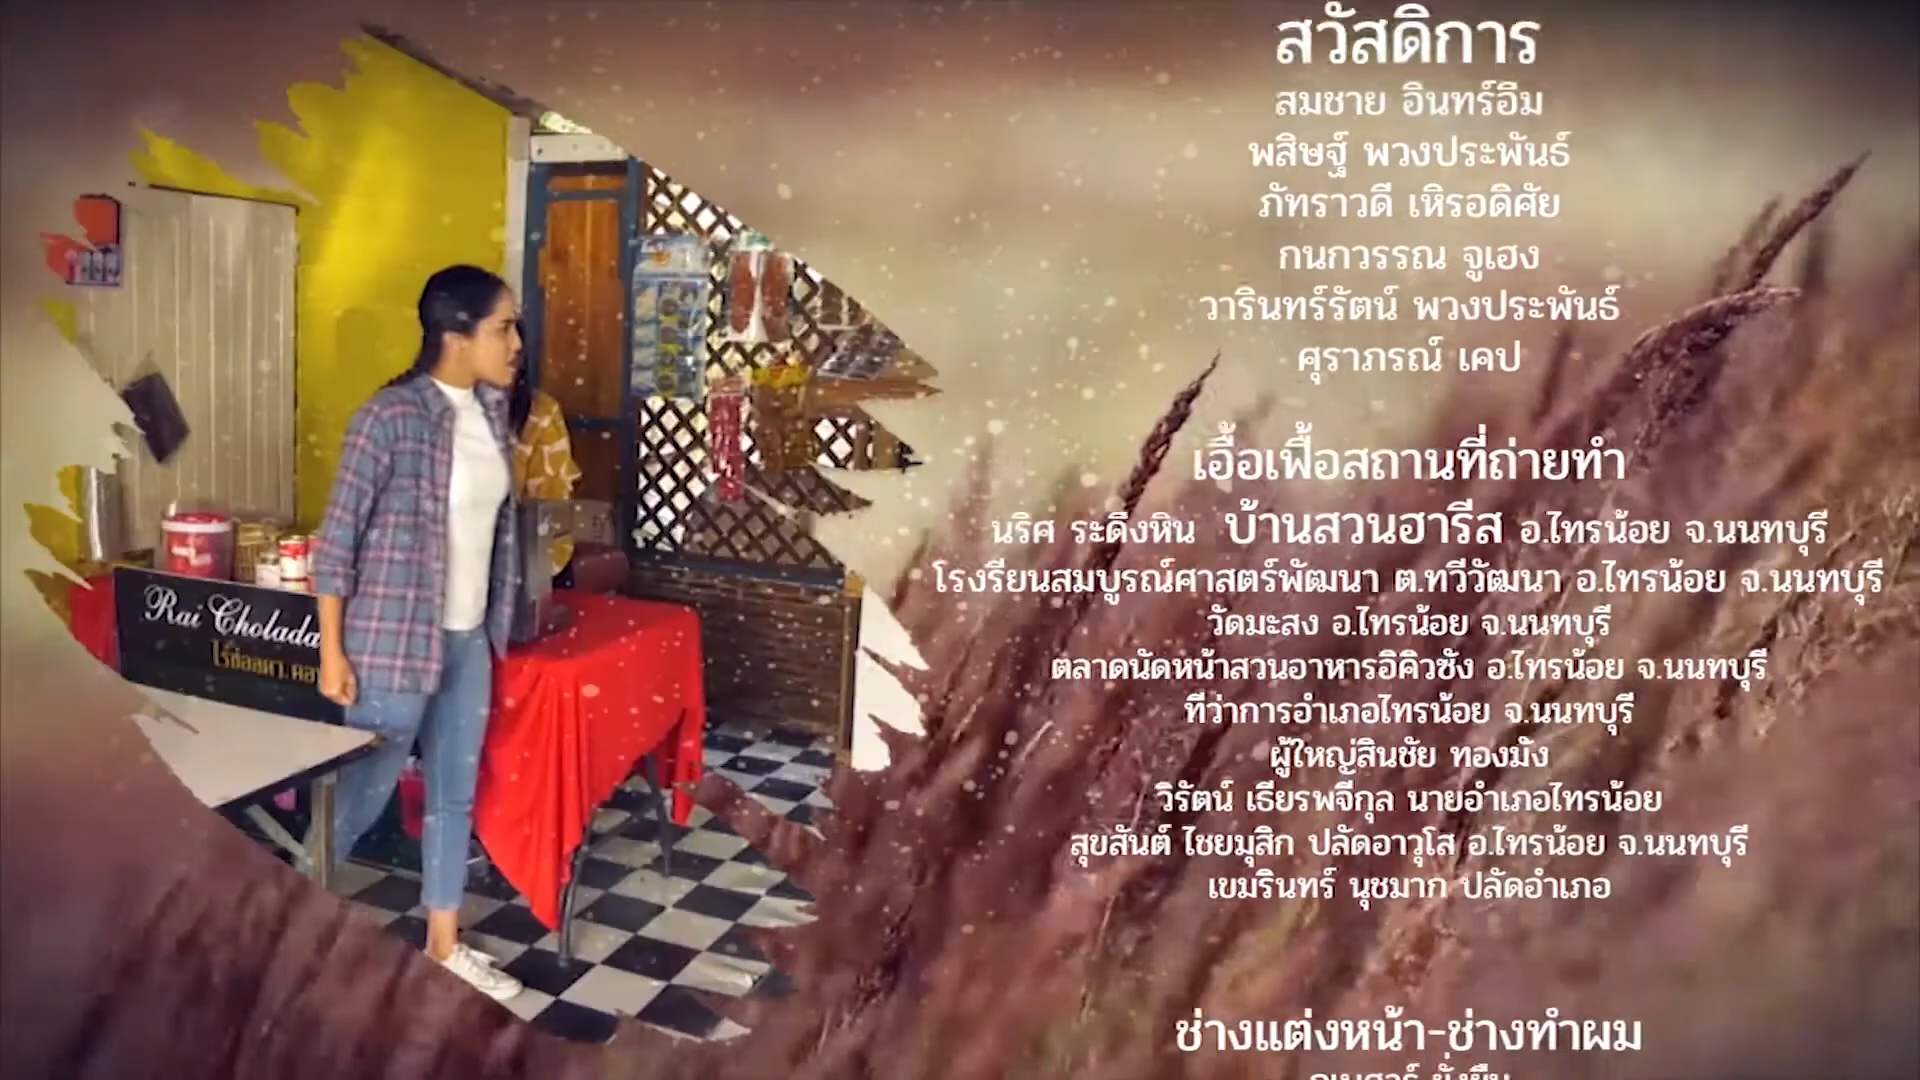 สวัสดิการ
สมชาย อินทร์อิม
พสิษฐ์ พวงประพันธ์
ภัทราวดี เหิรอดิศัย
กนกวรรณ จูเฮง
วารินทร์รัตน์ พวงประพันธ์
ศุราภรณ์ เคป
เอื้อเฟื้อสถานที่ถ่ายทำ
นริศ ระดิ่งหิน บ้านสวนฮารีส อ.ไทรน้อย จ.นนทบุรี
โรงเรียนสมบูรณ์ศาสตร์พัฒนา ต.ทวีวัฒนา อ.ไทรน้อย จ.นนทบุรี
วัดมะสง อ.ไทรน้อย จ.นนทบุรี
ตลาดนัดหน้าสวนอาหารอิคิวซัง อ.ไทรน้อย จ.นนทบุรี
ที่ว่าการอำเภอไทรน้อย จ.นนทบุรี
ผู้ใหญ่สินชัย ทองมั่ง
วิรัตน์ เธียรพจีกุล นายอำเภอไทรน้อย
สุขสันต์ ไชยมุสิก ปลัดอาวุโส อ.ไทรน้อย จ.นนทบุรี
เขมรินทร์ นุชมาก ปลัดอำเภอ
ช่างแต่งหน้า-ช่างทำผม
Rai Cholada